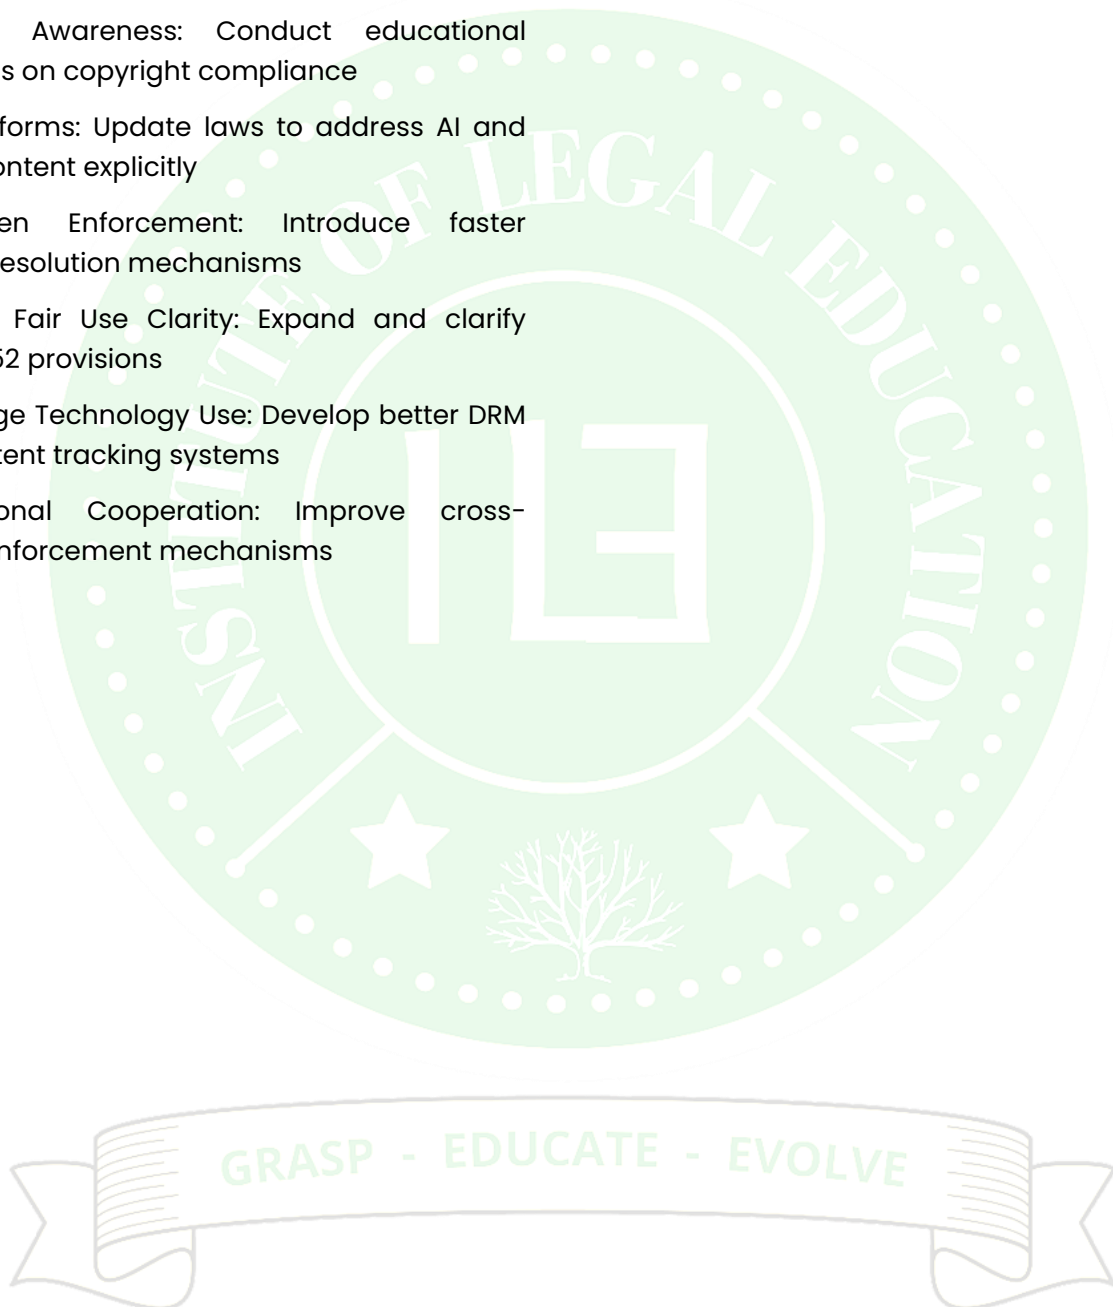 Awareness: Conduct educational
s on copyright compliance
forms: Update laws to address AI and
ontent explicitly
en Enforcement: Introduce faster
esolution mechanisms
Fair Use Clarity: Expand and clarify
52 provisions
ge Technology Use: Develop better DRM
tent tracking systems
onal Cooperation: Improve cross-
nforcement mechanisms
INSTITUTE OF LEGAL EDUCATION
ILE
GRASP - EDUCATE - EVOLVE